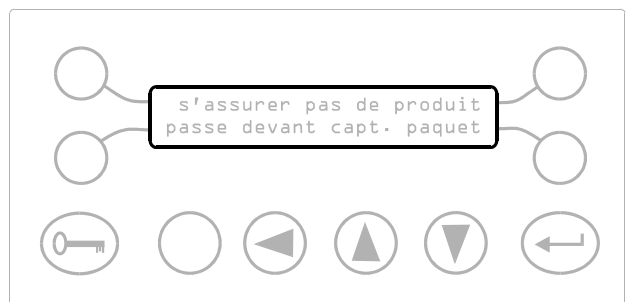 s'assurer pas de produit
passe devant capt. paquet